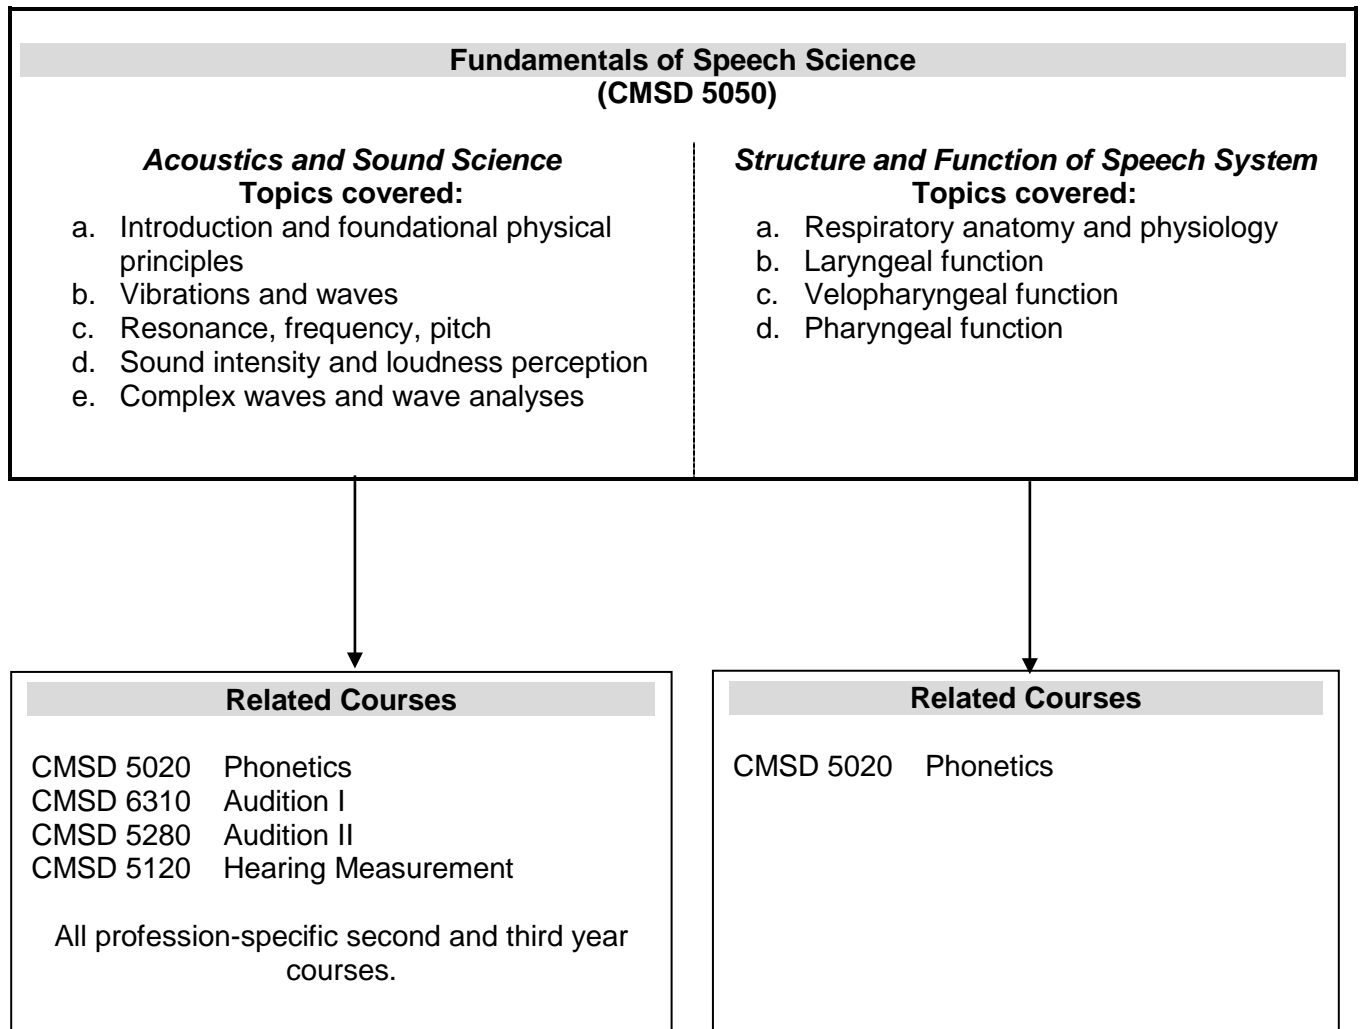 Fundamentals of Speech Science
(CMSD 5050)
Acoustics and Sound Science
Topics covered:
a. Introduction and foundational physical
principles
b. Vibrations and waves
c. Resonance, frequency, pitch
d. Sound intensity and loudness perception
e. Complex waves and wave analyses
Structure and Function of Speech System
Topics covered:
a. Respiratory anatomy and physiology
b. Laryngeal function
c. Velopharyngeal function
d. Pharyngeal function
Related Courses
CMSD 5020 Phonetics
CMSD 6310 Audition I
CMSD 5280 Audition II
CMSD 5120 Hearing Measurement
All profession-specific second and third year
courses.
Related Courses
CMSD 5020 Phonetics